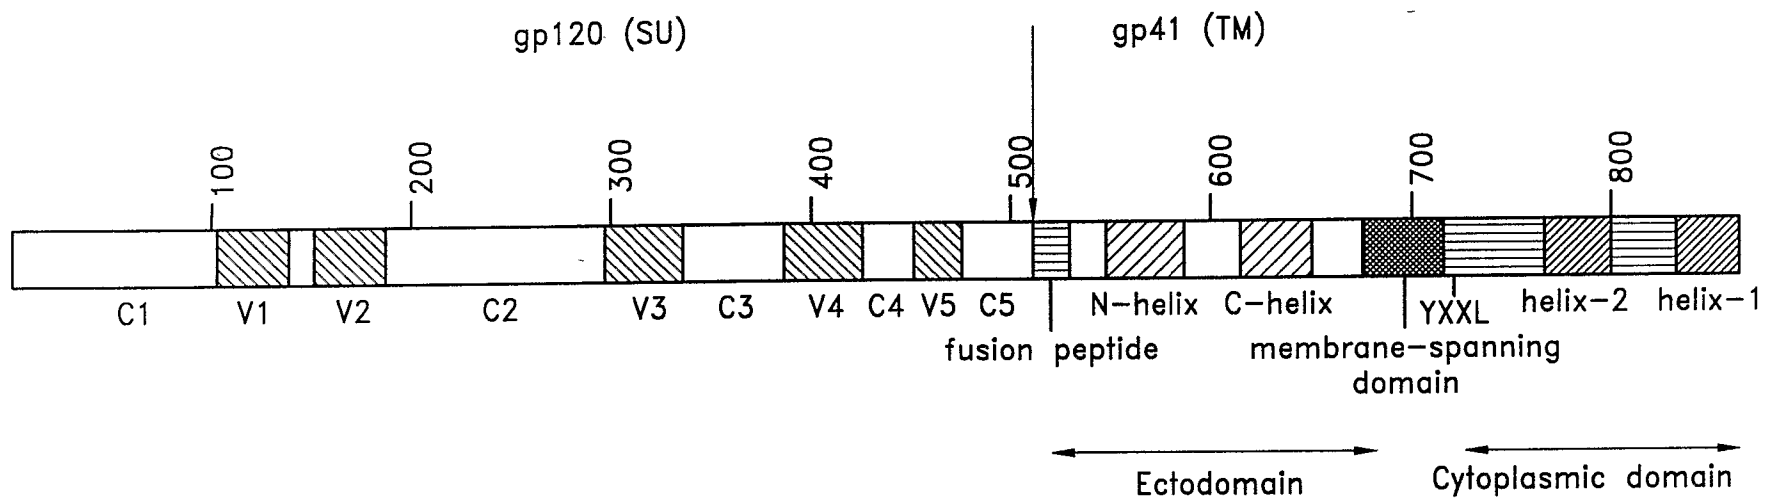 gp120 (SU) gp41 (TM)
100 200 300 400 500 600 700 800
C1 V1 V2 C2 V3 C3 V4 C4 V5 C5 N-helix C-helix YXXL helix-2 helix-1
fusion peptide membrane-spanning
domain
Ectodomain Cytoplasmic domain